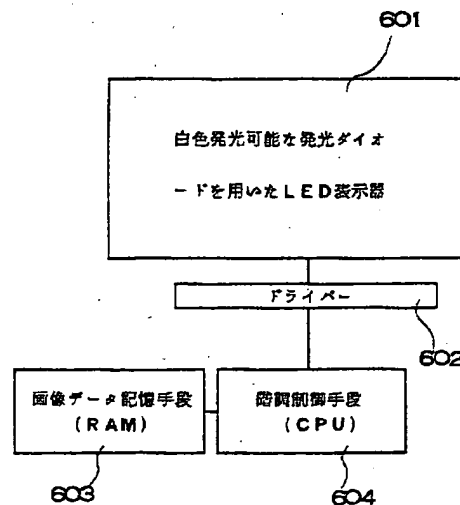 601
白色発光可能な発光ダイオ
ードを用いたLED表示器
ドライバー
602
画像データ記憶手段
(RAM)
階調制御手段
(CPU)
603
604